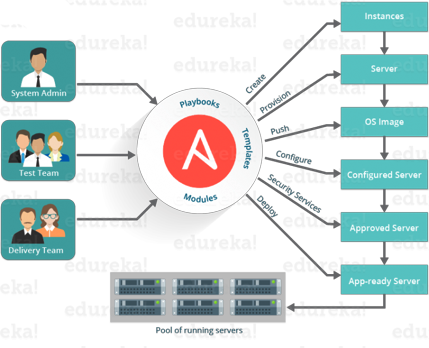 edureka!
System Admin
Test Team
Delivery Team
Playbooks
Templates
Modules
Create
Provision
Push
Configure
Security Services
Deploy
Instances
Server
OS Image
Configured Server
Approved Server
App-ready Server
Pool of running servers